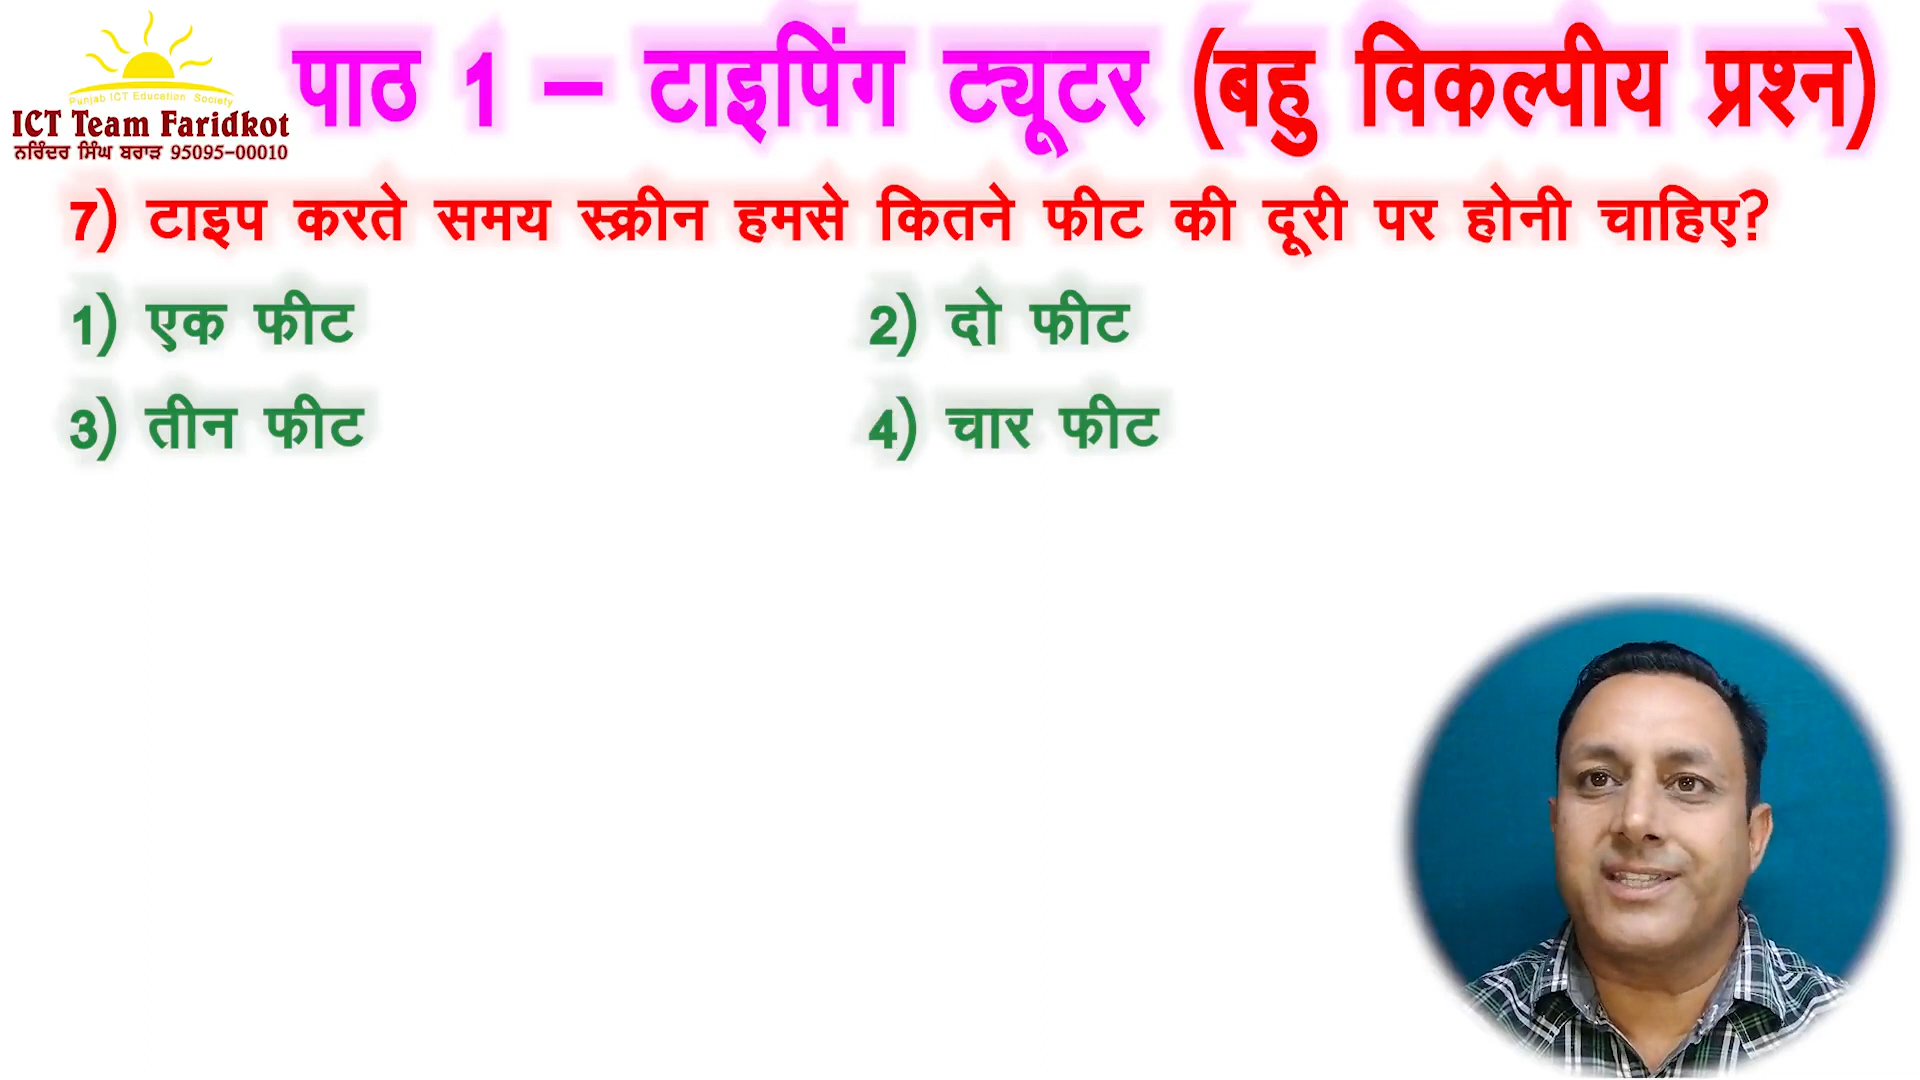 पाठ 1 – टाइपिंग ट्यूटर (बहु विकल्पीय प्रश्न)
Punjab ICT Education Society
ICT Team Faridkot
ਨਰਿੰਦਰ ਸਿੰਘ ਬਰਾੜ 95095-00010
7) टाइप करते समय स्क्रीन हमसे कितने फीट की दूरी पर होनी चाहिए?
1) एक फीट 2) दो फीट
3) तीन फीट 4) चार फीट